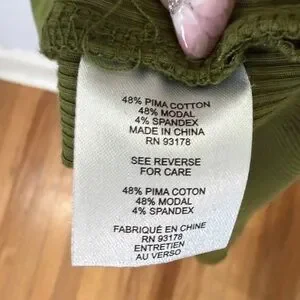 48% PIMA COTTON
48% MODAL
4% SPANDEX
MADE IN CHINA
RN 93178
SEE REVERSE
FOR CARE
48% PIMA COTON
48% MODAL
4% SPANDEX
FABRIQUÉ EN CHINE
RN 93178
ENTRETIEN
AU VERSO